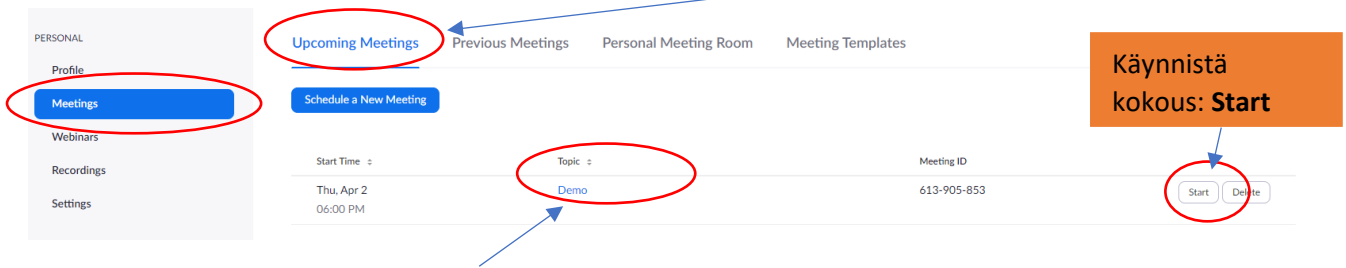 PERSONAL
Profile
Meetings
Webinars
Recordings
Settings
Upcoming Meetings Previous Meetings Personal Meeting Room Meeting Templates
Schedule a New Meeting
Start Time Topic Meeting ID
Thu, Apr 2 Demo 613-905-853 Start Delete
06:00 PM
Käynnistä
kokous: Start